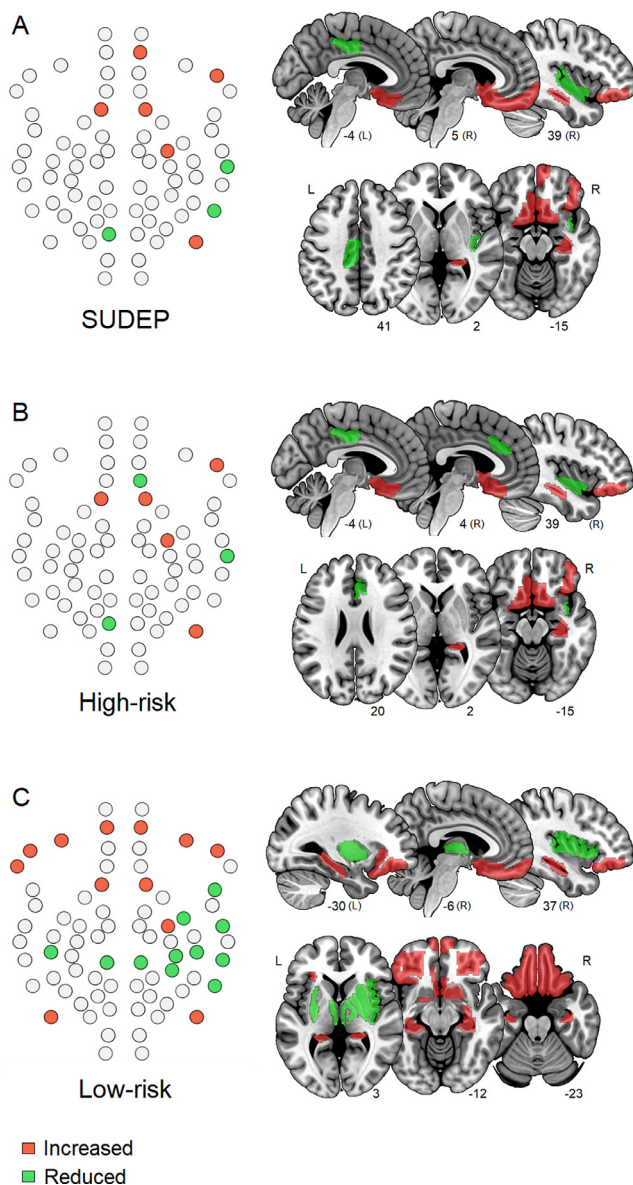 A
-4 (L)
5 (R)
39 (R)
L
R
41
2
-15
SUDEP
B
-4 (L)
4 (R)
39 (R)
L
R
20
2
-15
High-risk
C
-30 (L)
-6 (R)
37 (R)
L
R
3
-12
-23
Low-risk
Increased
Reduced